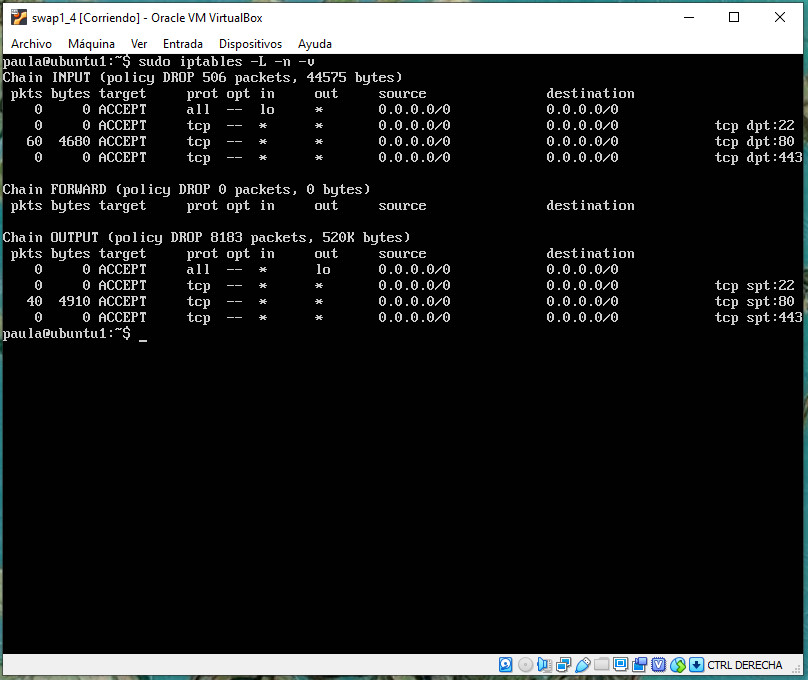 swap1_4 [Corriendo] - Oracle VM VirtualBox
Archivo Máquina Ver Entrada Dispositivos Ayuda
paula@ubuntu1:~$ sudo iptables -L -n -v
Chain INPUT (policy DROP 506 packets, 44575 bytes)
pkts bytes target prot opt in out source destination
0 0 ACCEPT all -- lo * 0.0.0.0/0 0.0.0.0/0
0 0 ACCEPT tcp -- * * 0.0.0.0/0 0.0.0.0/0 tcp dpt:22
60 4680 ACCEPT tcp -- * * 0.0.0.0/0 0.0.0.0/0 tcp dpt:80
0 0 ACCEPT tcp -- * * 0.0.0.0/0 0.0.0.0/0 tcp dpt:443
Chain FORWARD (policy DROP 0 packets, 0 bytes)
pkts bytes target prot opt in out source destination
Chain OUTPUT (policy DROP 8183 packets, 520K bytes)
pkts bytes target prot opt in out source destination
0 0 ACCEPT all -- * lo 0.0.0.0/0 0.0.0.0/0
0 0 ACCEPT tcp -- * * 0.0.0.0/0 0.0.0.0/0 tcp spt:22
40 4910 ACCEPT tcp -- * * 0.0.0.0/0 0.0.0.0/0 tcp spt:80
0 0 ACCEPT tcp -- * * 0.0.0.0/0 0.0.0.0/0 tcp spt:443
paula@ubuntu1:~$ _
CTRL DERECHA